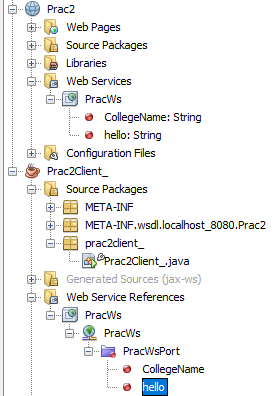 Prac2
Web Pages
Source Packages
Libraries
Web Services
PracWs
CollegeName: String
hello: String
Configuration Files
Prac2Client_
Source Packages
META-INF
META-INF.wsdl.localhost_8080.Prac2
prac2client_
Prac2Client_.java
Generated Sources (jax-ws)
Web Service References
PracWs
PracWs
PracWsPort
CollegeName
hello